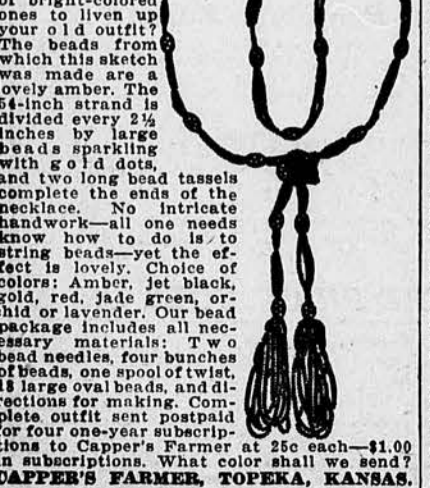 of bright-colored
ones to liven up
your old outfit?
The beads from
which this sketch
was made are a
lovely amber. The
54-inch strand is
divided every 2½
inches by large
beads sparkling
with gold dots,
and two long bead tassels
complete the ends of the
necklace. No intricate
handwork—all one needs
know how to do is to
string beads—yet the ef-
fect is lovely. Choice of
colors: Amber, jet black,
gold, red, jade green, or-
chid or lavender. Our bead
package includes all nec-
essary materials: Two
bead needles, four bunches
of beads, one spool of twist,
18 large oval beads, and di-
rections for making. Com-
plete outfit sent postpaid
for four one-year subscrip-
tions to Capper's Farmer at 25c each—$1.00
in subscriptions. What color shall we send?
CAPPER'S FARMER, TOPEKA, KANSAS.